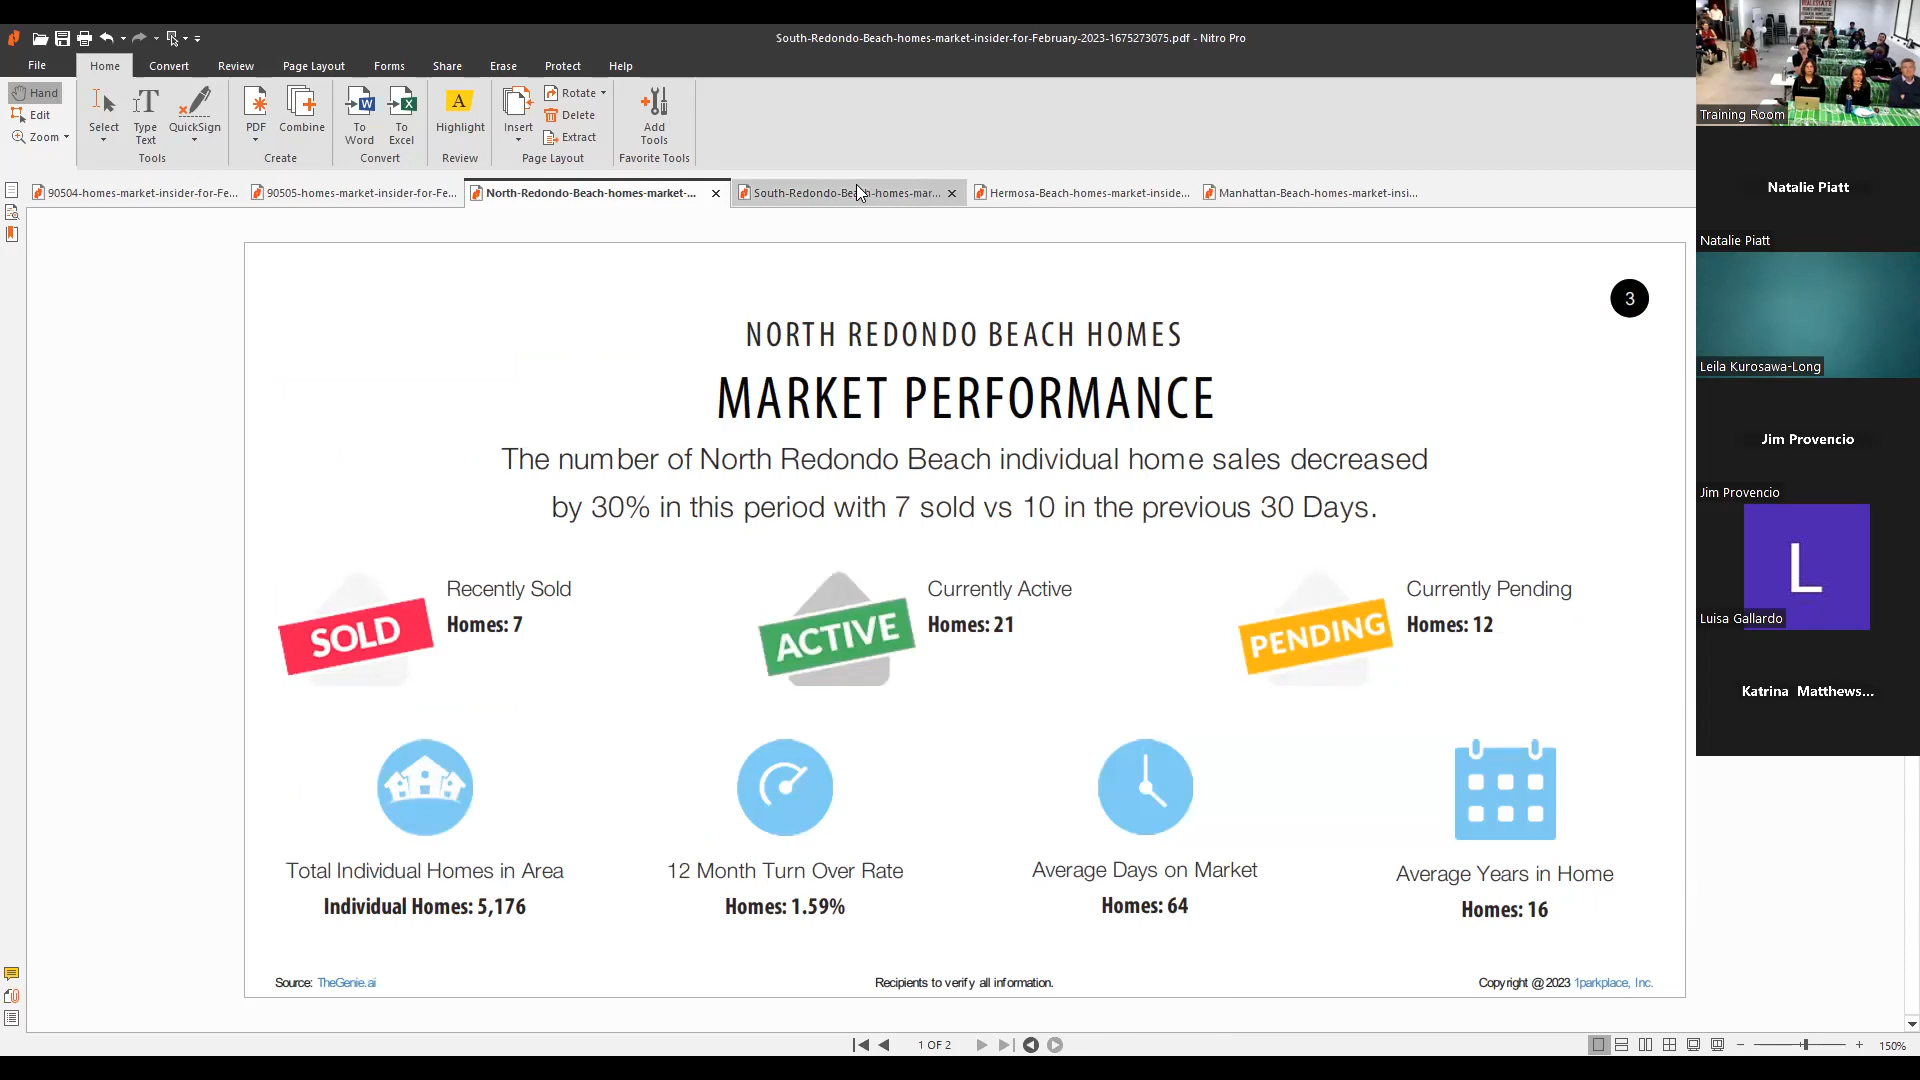 South-Redondo-Beach-homes-market-insider-for-February-2023-1675273075.pdf - Nitro Pro
File
Home
Convert
Review
Page Layout
Forms
Share
Erase
Protect
Help
Hand
Edit
Zoom
Select
Type Text
QuickSign
Tools
PDF
Combine
Create
To Word
To Excel
Convert
Highlight
Review
Insert
Rotate
Delete
Extract
Page Layout
Add Tools
Favorite Tools
90504-homes-market-insider-for-Fe...
90505-homes-market-insider-for-Fe...
North-Redondo-Beach-homes-market-...
South-Redondo-Beach-homes-mar...
Hermosa-Beach-homes-market-inside...
Manhattan-Beach-homes-market-insi...
3
NORTH REDONDO BEACH HOMES
MARKET PERFORMANCE
The number of North Redondo Beach individual home sales decreased
by 30% in this period with 7 sold vs 10 in the previous 30 Days.
SOLD
Recently Sold
Homes: 7
ACTIVE
Currently Active
Homes: 21
PENDING
Currently Pending
Homes: 12
Total Individual Homes in Area
Individual Homes: 5,176
12 Month Turn Over Rate
Homes: 1.59%
Average Days on Market
Homes: 64
Average Years in Home
Homes: 16
Source: TheGenie.ai
Recipients to verify all information.
Copyright @ 2023 1parkplace, Inc.
1 OF 2
150%
Training Room
Natalie Piatt
Natalie Piatt
Leila Kurosawa-Long
Jim Provencio
Jim Provencio
L
Luisa Gallardo
Katrina Matthews...